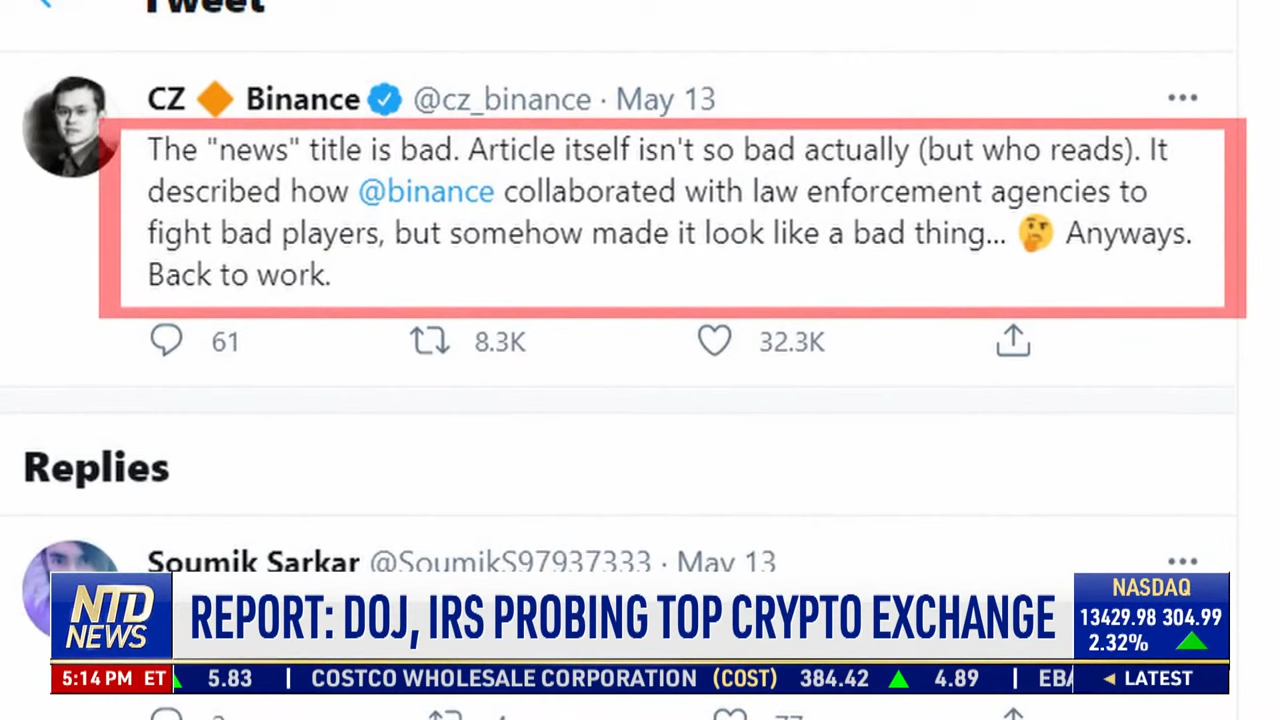 Tweet
CZ 🔶 Binance @cz_binance · May 13
The "news" title is bad. Article itself isn't so bad actually (but who reads). It
described how @binance collaborated with law enforcement agencies to
fight bad players, but somehow made it look like a bad thing... 🤔 Anyways.
Back to work.
61 8.3K 32.3K
Replies
Soumik Sarkar @SoumikS97937333 · May 13
NTD NEWS
REPORT: DOJ, IRS PROBING TOP CRYPTO EXCHANGE
NASDAQ
13429.98 304.99
2.32%
5:14 PM ET 5.83 | COSTCO WHOLESALE CORPORATION (COST) 384.42 ▲ 4.89 | ◄ LATEST